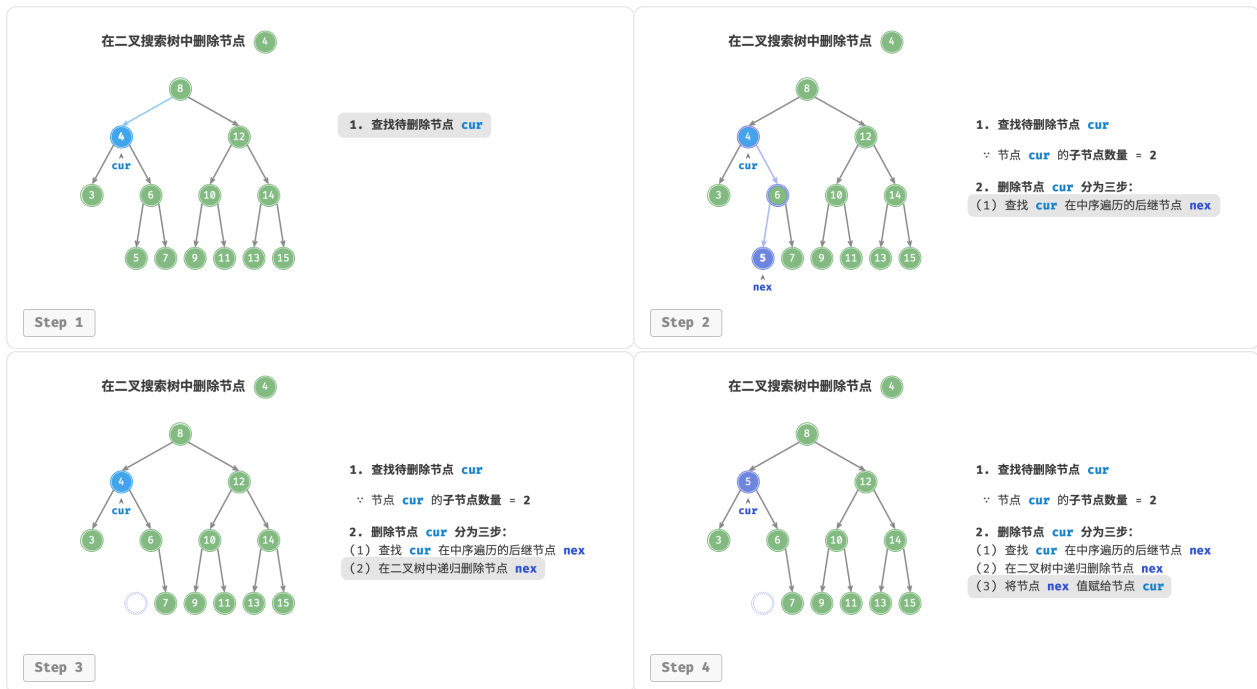 在二叉搜索树中删除节点 4
8
4 12
cur
3 6 10 14
5 7 9 11 13 15
1. 查找待删除节点 cur
Step 1
在二叉搜索树中删除节点 4
8
4 12
cur
3 6 10 14
5 7 9 11 13 15
nex
1. 查找待删除节点 cur
∵ 节点 cur 的子节点数量 = 2
2. 删除节点 cur 分为三步：
(1) 查找 cur 在中序遍历的后继节点 nex
Step 2
在二叉搜索树中删除节点 4
8
4 12
cur
3 6 10 14
7 9 11 13 15
1. 查找待删除节点 cur
∵ 节点 cur 的子节点数量 = 2
2. 删除节点 cur 分为三步：
(1) 查找 cur 在中序遍历的后继节点 nex
(2) 在二叉树中递归删除节点 nex
Step 3
在二叉搜索树中删除节点 4
8
5 12
cur
3 6 10 14
7 9 11 13 15
1. 查找待删除节点 cur
∵ 节点 cur 的子节点数量 = 2
2. 删除节点 cur 分为三步：
(1) 查找 cur 在中序遍历的后继节点 nex
(2) 在二叉树中递归删除节点 nex
(3) 将节点 nex 值赋给节点 cur
Step 4